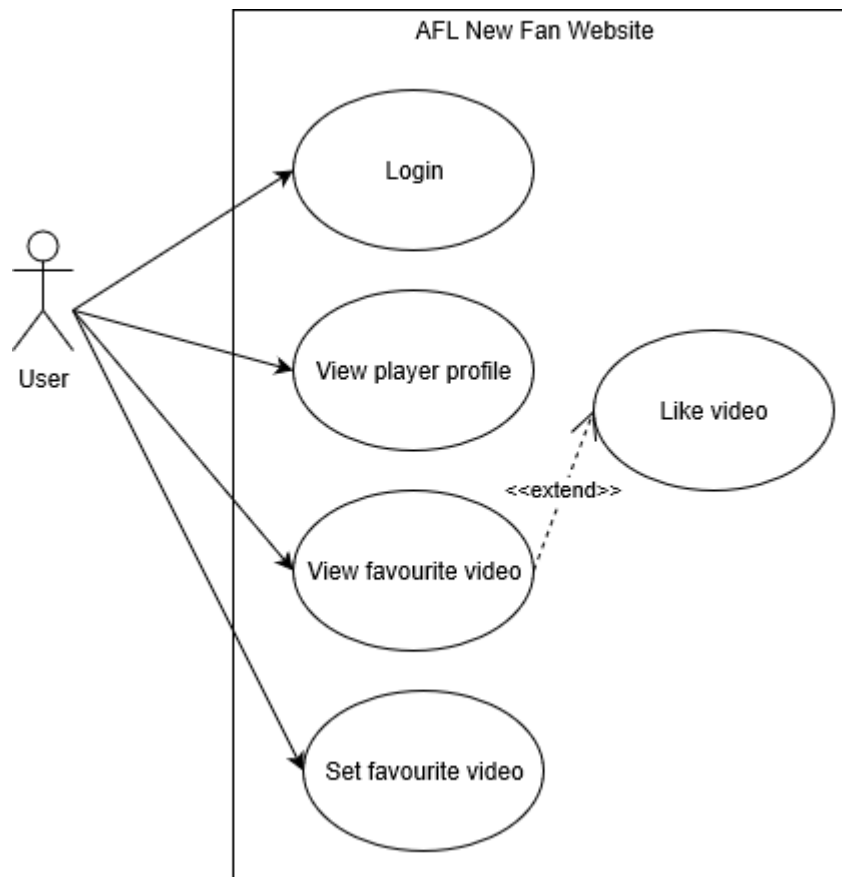 AFL New Fan Website
Login
User
View player profile
Like video
<<extend>>
View favourite video
Set favourite video